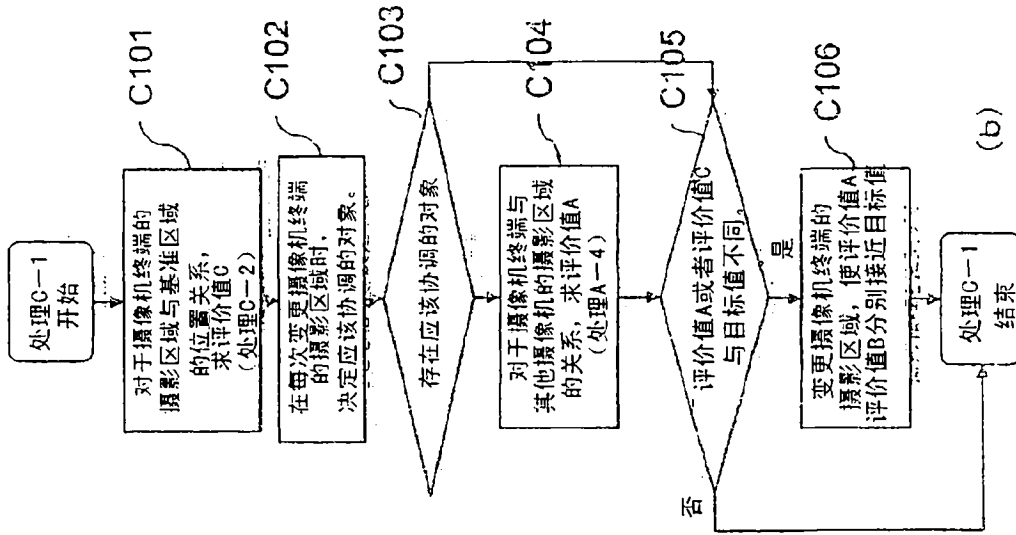 处理C-1
开始
C101
对于摄像机终端的
摄影区域与基准区域
的位置关系，
求评价值C
(处理C-2)
C102
在每次变更摄像机终端
的摄影区域时，
决定应该协调的对象。
C103
存在应该协调的对象
C104
对于摄像机终端与
其他摄像机的摄影区域
的关系，求评价值A
(处理A-4)
C105
评价值A或者评价值C
与目标值不同。
是
否
C106
变更摄像机终端的
摄影区域，使评价值A
评价值B分别接近目标值
处理C-1
结束
(b)